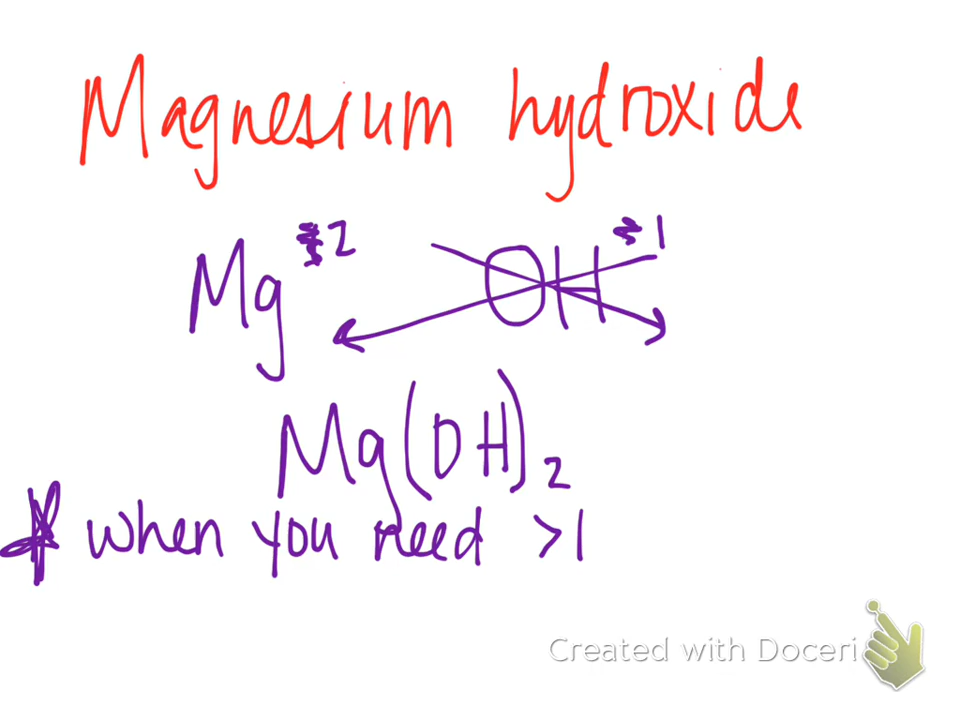 Magnesium hydroxide
Mg 2 OH 1
Mg(OH)2
* when you need >1
Created with Doceri